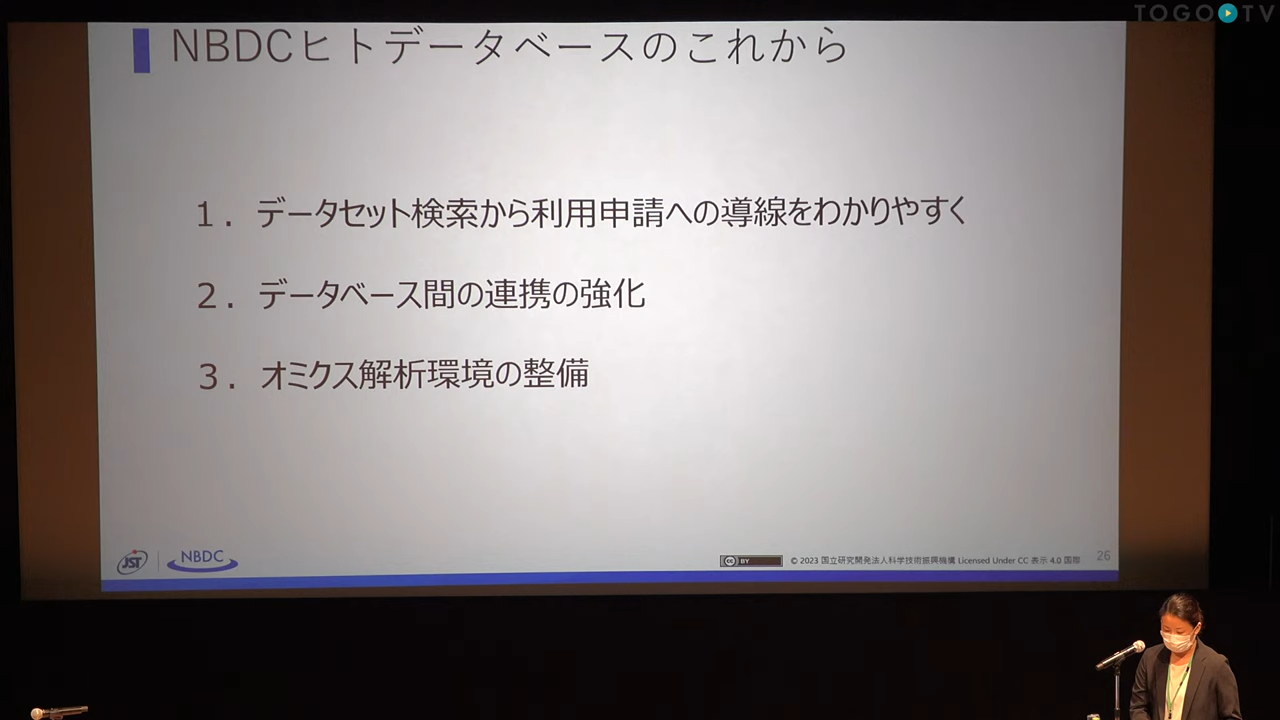 TOGO TV
NBDCヒトデータベースのこれから
１．データセット検索から利用申請への導線をわかりやすく
２．データベース間の連携の強化
３．オミクス解析環境の整備
JST NBDC
cc BY © 2023 国立研究開発法人科学技術振興機構 Licensed Under CC 表示 4.0 国際 26